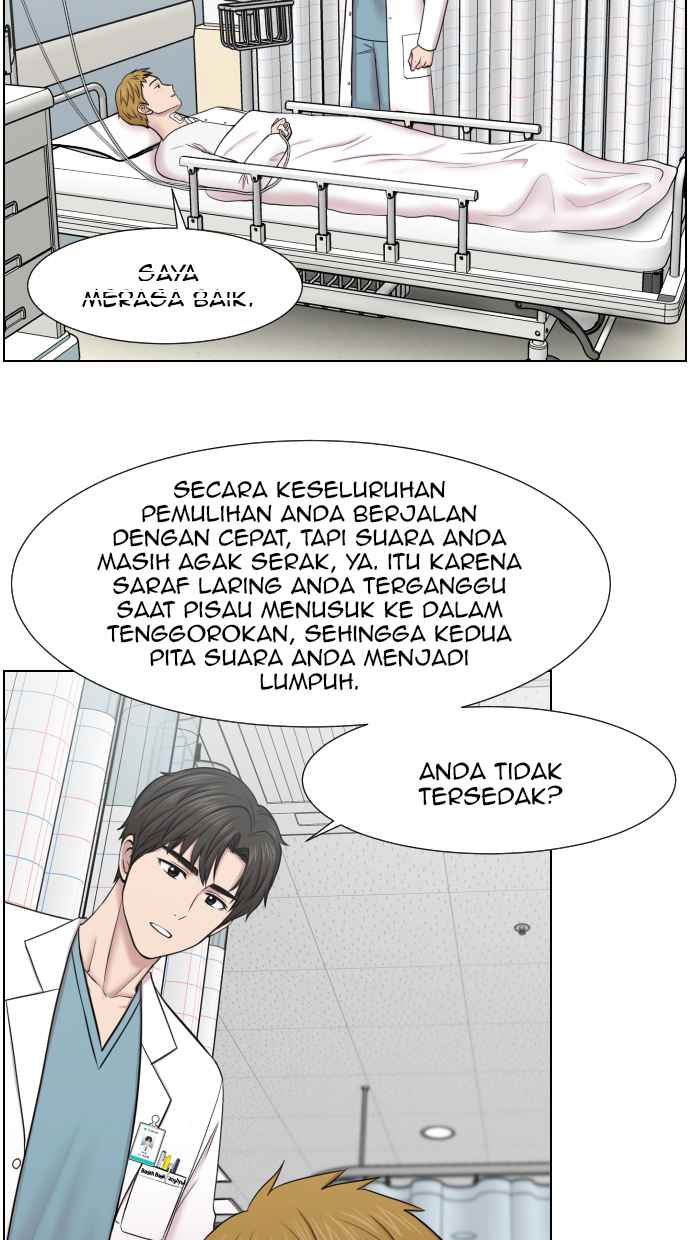 SAYA
MERASA BAIK.
SECARA KESELURUHAN
PEMULIHAN ANDA BERJALAN
DENGAN CEPAT, TAPI SUARA ANDA
MASIH AGAK SERAK, YA. ITU KARENA
SARAF LARING ANDA TERGANGGU
SAAT PISAU MENUSUK KE DALAM
TENGGOROKAN, SEHINGGA KEDUA
PITA SUARA ANDA MENJADI
LUMPUH.
ANDA TIDAK
TERSEDAK?